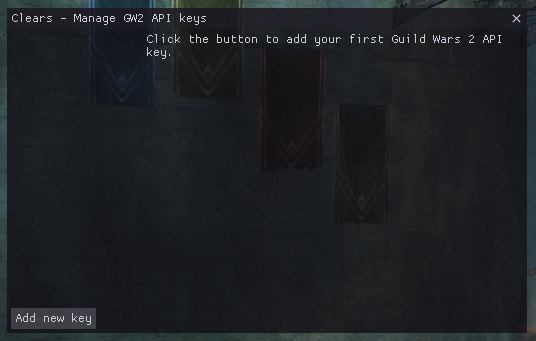 Clears - Manage GW2 API keys
Click the button to add your first Guild Wars 2 API
key.
Add new key